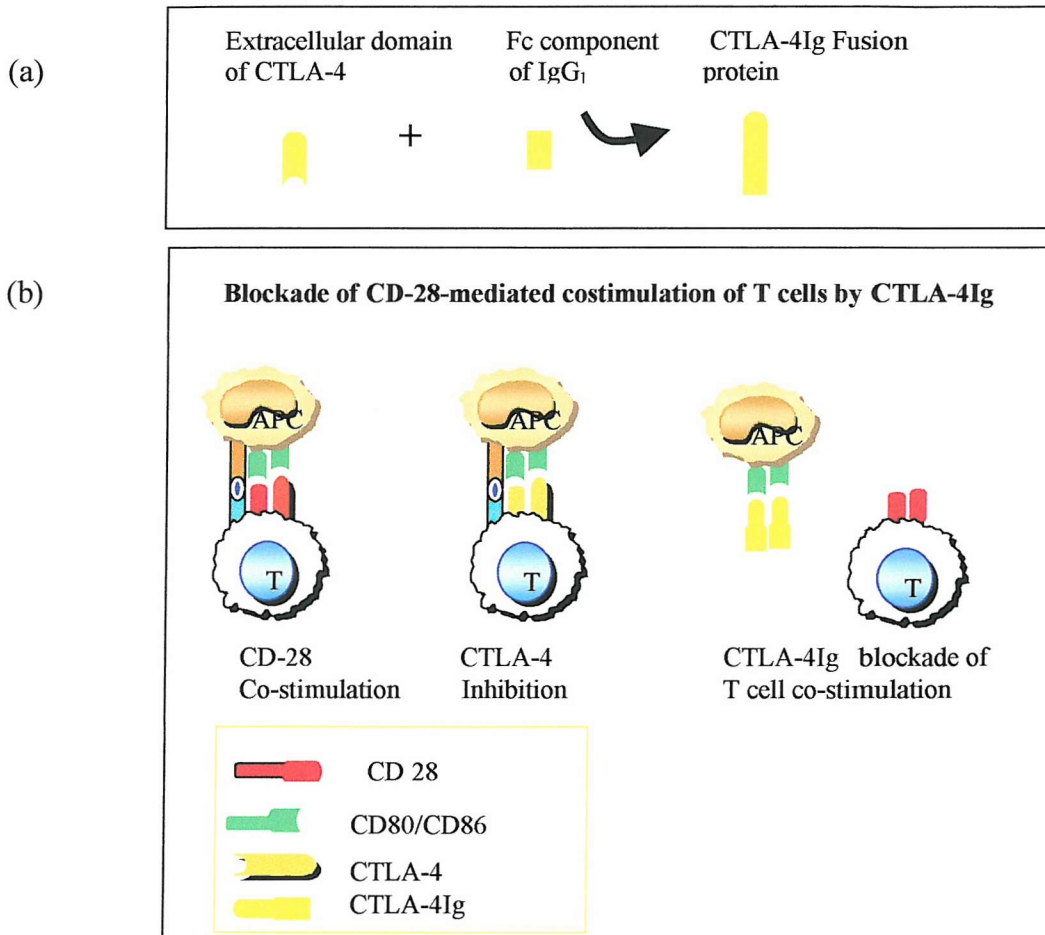 (a)
Extracellular domain of CTLA-4
Fc component of IgG₁
CTLA-4Ig Fusion protein
+
(b)
Blockade of CD-28-mediated costimulation of T cells by CTLA-4Ig
APC
APC
APC
T
T
T
CD-28
Co-stimulation
CTLA-4
Inhibition
CTLA-4Ig blockade of
T cell co-stimulation
CD 28
CD80/CD86
CTLA-4
CTLA-4Ig